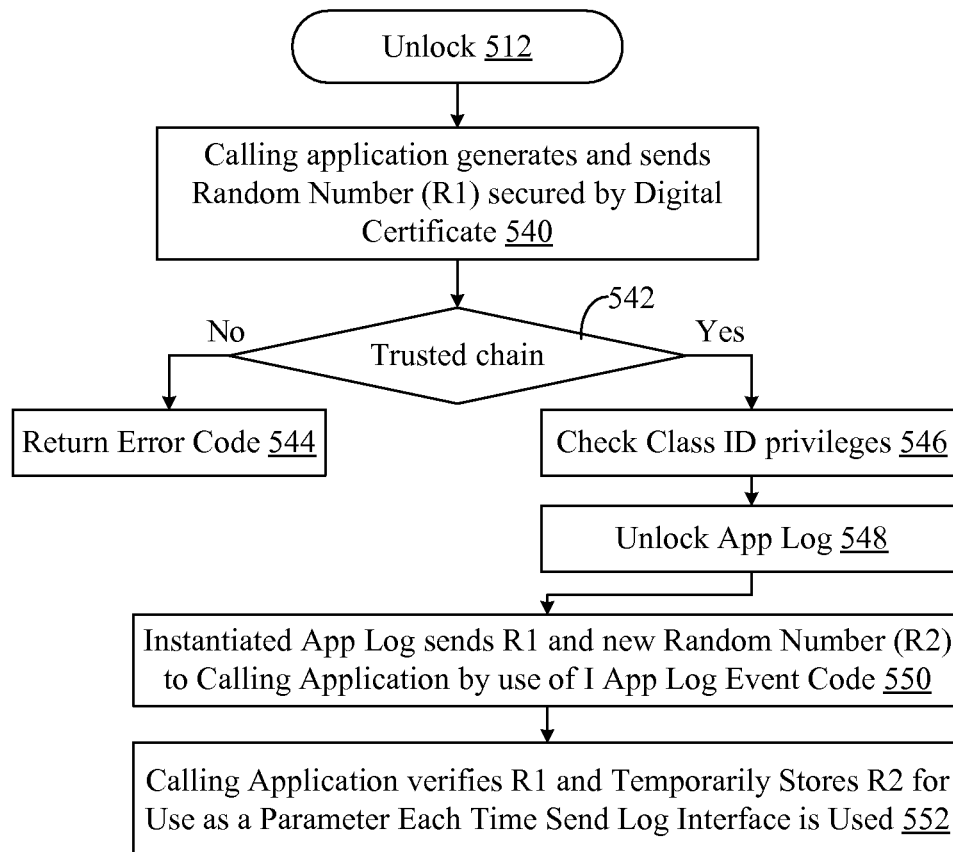 Unlock 512
Calling application generates and sends
Random Number (R1) secured by Digital
Certificate 540
542
No
Yes
Trusted chain
Return Error Code 544
Check Class ID privileges 546
Unlock App Log 548
Instantiated App Log sends R1 and new Random Number (R2)
to Calling Application by use of I App Log Event Code 550
Calling Application verifies R1 and Temporarily Stores R2 for
Use as a Parameter Each Time Send Log Interface is Used 552